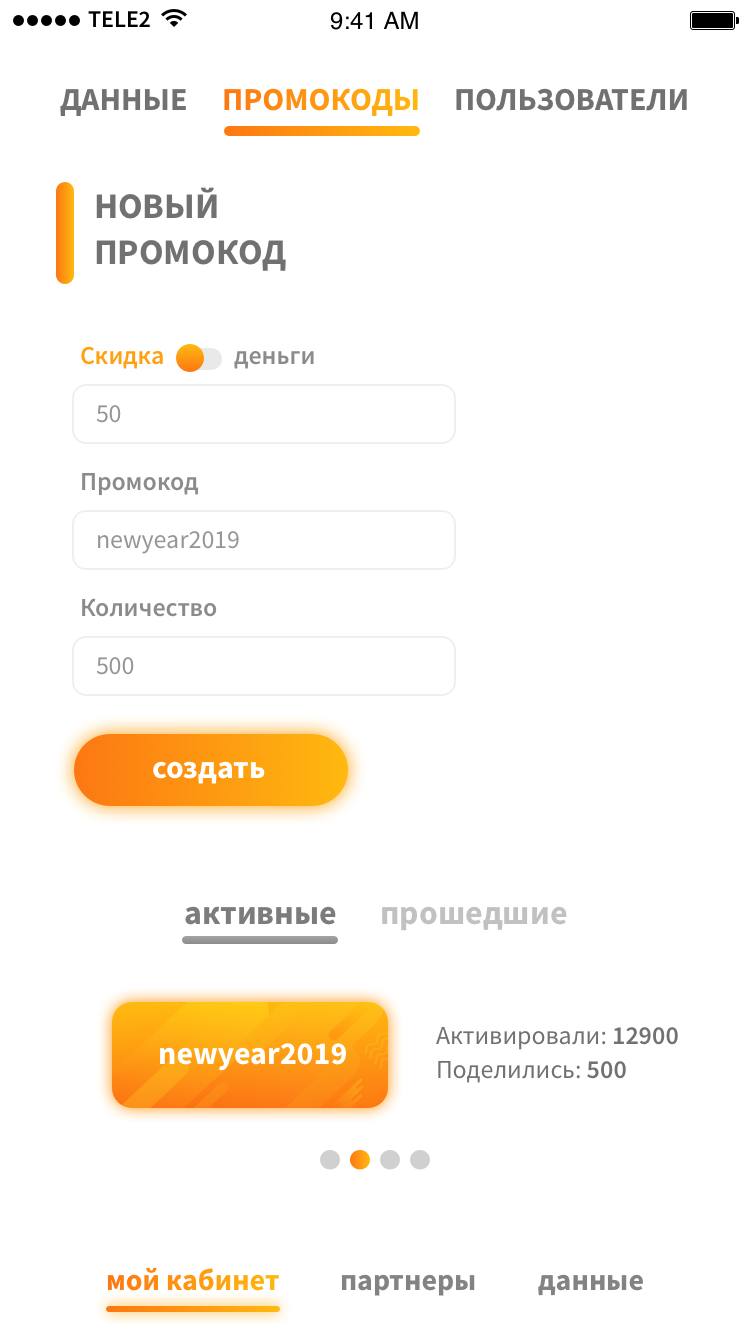 TELE2 9:41 AM
ДАННЫЕ ПРОМОКОДЫ ПОЛЬЗОВАТЕЛИ
НОВЫЙ
ПРОМОКОД
Скидка деньги
50
Промокод
newyear2019
Количество
500
создать
активные прошедшие
newyear2019
Активировали: 12900
Поделились: 500
мой кабинет партнеры данные